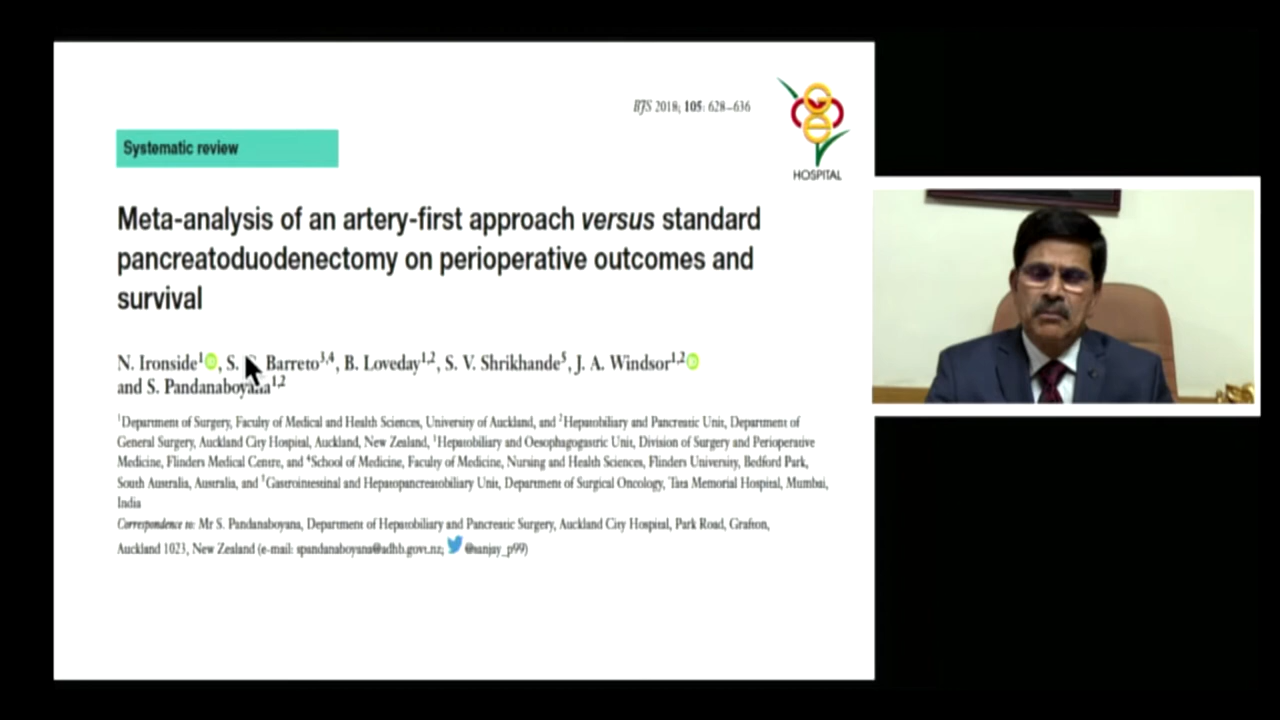 BJS 2018; 105: 628–636
HOSPITAL
Systematic review
Meta-analysis of an artery-first approach versus standard
pancreatoduodenectomy on perioperative outcomes and
survival
N. Ironside1, S. Barreto3,4, B. Loveday1,2, S. V. Shrikhande5, J. A. Windsor1,2
and S. Pandanaboyana1,2
1Department of Surgery, Faculty of Medical and Health Sciences, University of Auckland, and 2Hepatobiliary and Pancreatic Unit, Department of
General Surgery, Auckland City Hospital, Auckland, New Zealand, 3Hepatobiliary and Oesophagogastric Unit, Division of Surgery and Perioperative
Medicine, Flinders Medical Centre, and 4School of Medicine, Faculty of Medicine, Nursing and Health Sciences, Flinders University, Bedford Park,
South Australia, Australia, and 5Gastrointestinal and Hepatopancreatobiliary Unit, Department of Surgical Oncology, Tata Memorial Hospital, Mumbai,
India
Correspondence to: Mr S. Pandanaboyana, Department of Hepatobiliary and Pancreatic Surgery, Auckland City Hospital, Park Road, Grafton,
Auckland 1023, New Zealand (e-mail: spandanaboyana@adhb.govt.nz; @sanjay_p99)